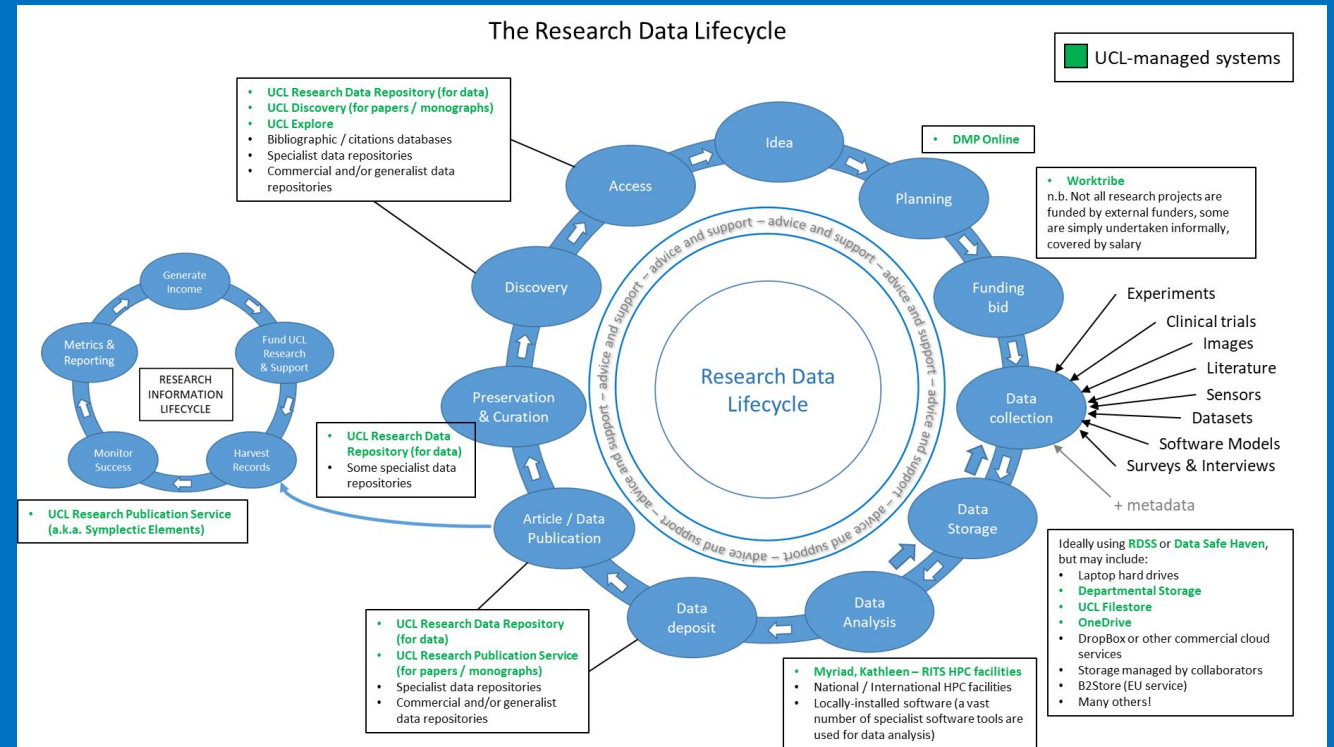 The Research Data Lifecycle
UCL-managed systems
• UCL Research Data Repository (for data)
• UCL Discovery (for papers / monographs)
• UCL Explore
• Bibliographic / citations databases
• Specialist data repositories
• Commercial and/or generalist data
repositories
Idea
• DMP Online
Access
Planning
• Worktribe
n.b. Not all research projects are
funded by external funders, some
are simply undertaken informally,
covered by salary
Discovery
Funding
bid
Experiments
Clinical trials
Images
Literature
Sensors
Datasets
Software Models
Surveys & Interviews
+ metadata
Generate
Income
Metrics &
Reporting
Fund UCL
Research
& Support
RESEARCH
INFORMATION
LIFECYCLE
Monitor
Success
Harvest
Records
Preservation
& Curation
Research Data
Lifecycle
advice and support – advice and support – advice and support – advice and support – advice and support – advice and support – advice and support – advice and support –
Data
collection
• UCL Research Data
Repository (for data)
• Some specialist data
repositories
• UCL Research Publication Service
(a.k.a. Symplectic Elements)
Article / Data
Publication
Data
Storage
Ideally using RDSS or Data Safe Haven,
but may include:
• Laptop hard drives
• Departmental Storage
• UCL Filestore
• OneDrive
• DropBox or other commercial cloud
services
• Storage managed by collaborators
• B2Store (EU service)
• Many others!
Data
deposit
Data
Analysis
• UCL Research Data Repository
(for data)
• UCL Research Publication Service
(for papers / monographs)
• Specialist data repositories
• Commercial and/or generalist
data repositories
• Myriad, Kathleen – RITS HPC facilities
• National / International HPC facilities
• Locally-installed software (a vast
number of specialist software tools are
used for data analysis)